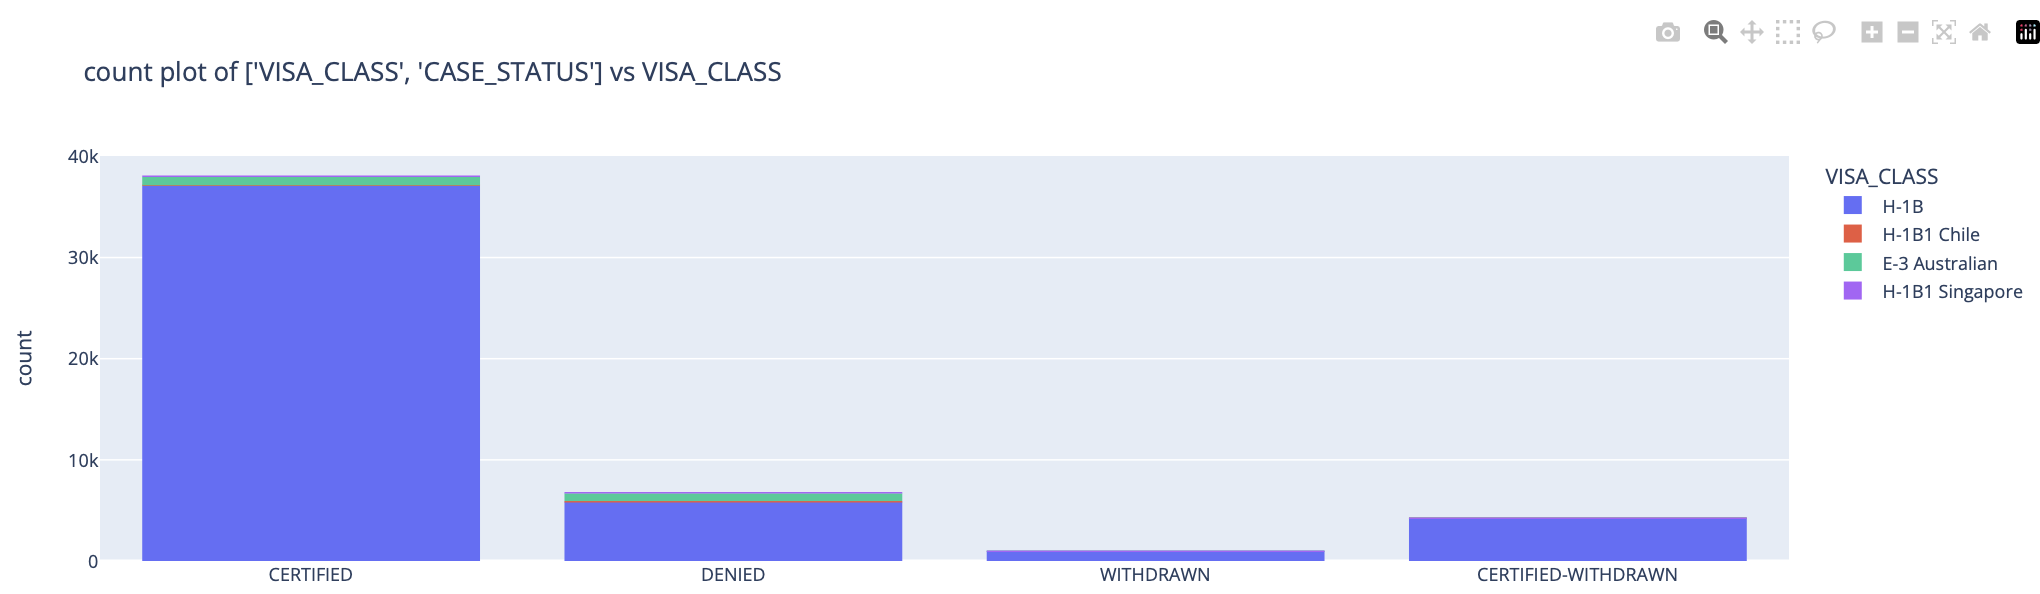 count plot of ['VISA_CLASS', 'CASE_STATUS'] vs VISA_CLASS
40k
30k
20k
10k
0
count
CERTIFIED
DENIED
WITHDRAWN
CERTIFIED-WITHDRAWN
VISA_CLASS
H-1B
H-1B1 Chile
E-3 Australian
H-1B1 Singapore